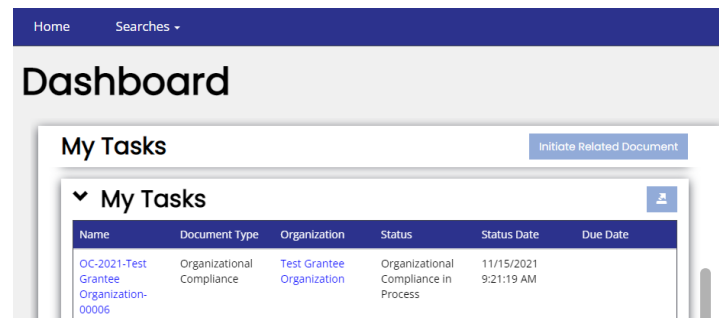 Home Searches
Dashboard
My Tasks Initiate Related Document
My Tasks
Name Document Type Organization Status Status Date Due Date
OC-2021-Test Organizational Test Grantee Organizational 11/15/2021
Grantee Compliance Organization Compliance in 9:21:19 AM
Organization- Process
00006